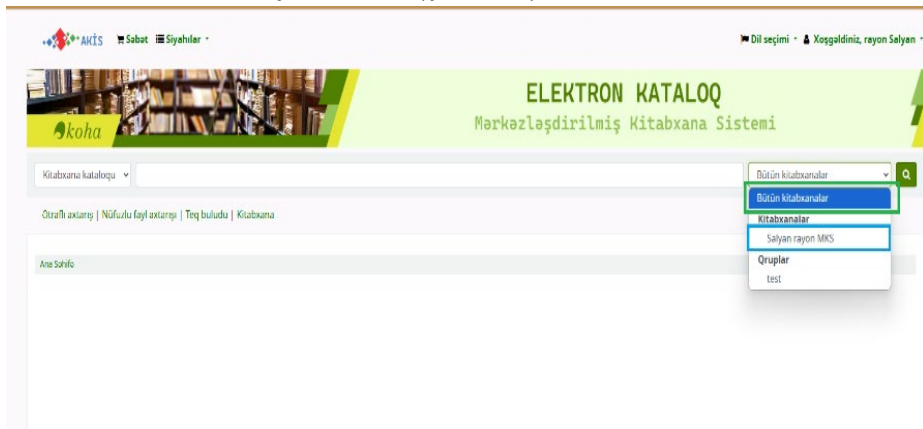 AKİS Səbət Siyahılar
Dil seçimi Xoşgəldiniz, rayon Salyan
koha
ELEKTRON KATALOQ
Mərkəzləşdirilmiş Kitabxana Sistemi
Kitabxana kataloqu
Bütün kitabxanalar
Ətraflı axtarış | Nüfuzlu fayl axtarışı | Teq buludu | Kitabxana
Bütün kitabxanalar
Kitabxanalar
Salyan rayon MKS
Qruplar
test
Ana Səhifə